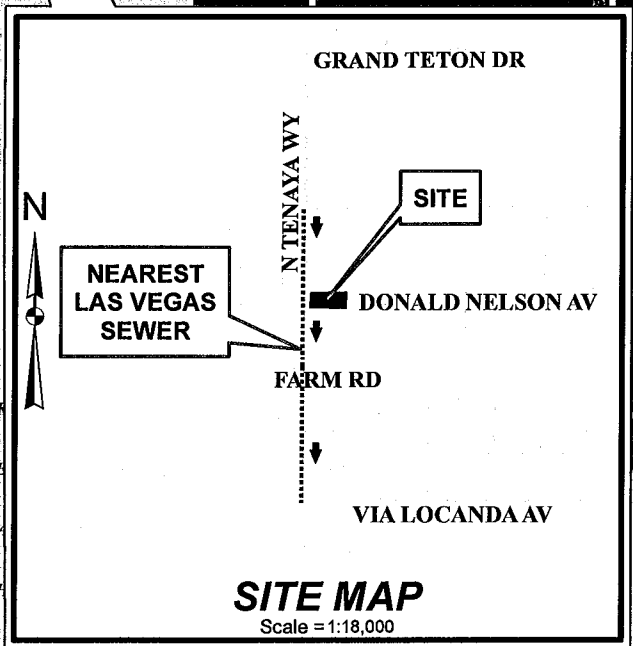 GRAND TETON DR
N TENAYA WY
SITE
N
NEAREST
LAS VEGAS
SEWER
DONALD NELSON AV
FARM RD
VIA LOCANDA AV
SITE MAP
Scale = 1:18,000